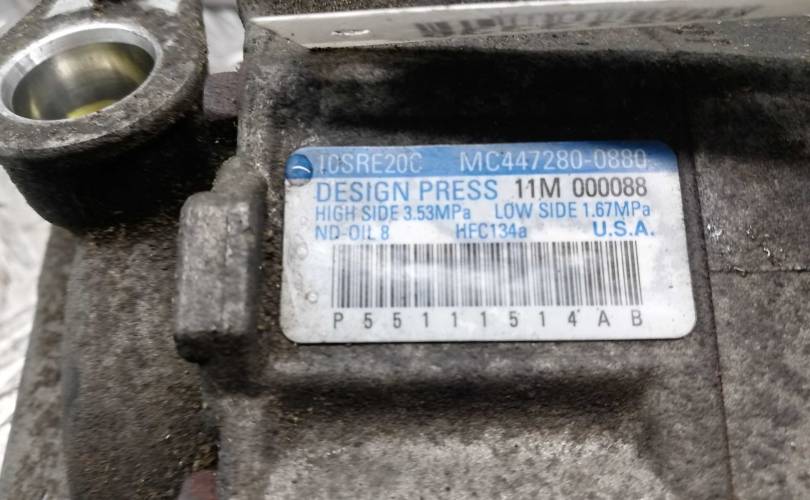 10SRE20C MC447280-0880
DESIGN PRESS 11M 000088
HIGH SIDE 3.53MPa LOW SIDE 1.67MPa
ND-OIL 8 HFC134a U.S.A.
P55111514AB